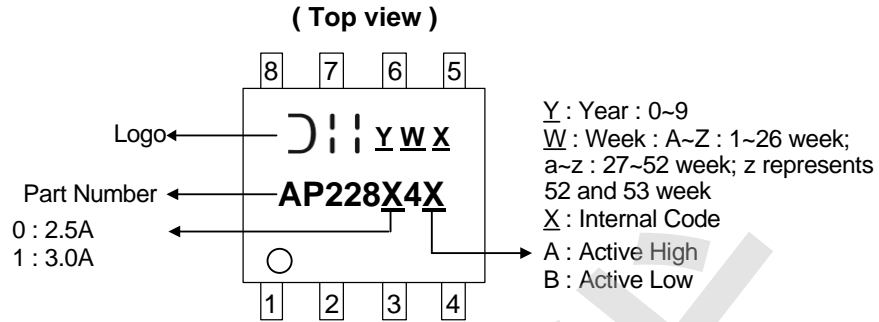 ( Top view )
8 7 6 5
Logo
Y W X
Part Number
AP228X4X
0 : 2.5A
1 : 3.0A
1 2 3 4
Y : Year : 0~9
W : Week : A~Z : 1~26 week;
a~z : 27~52 week; z represents
52 and 53 week
X : Internal Code
A : Active High
B : Active Low